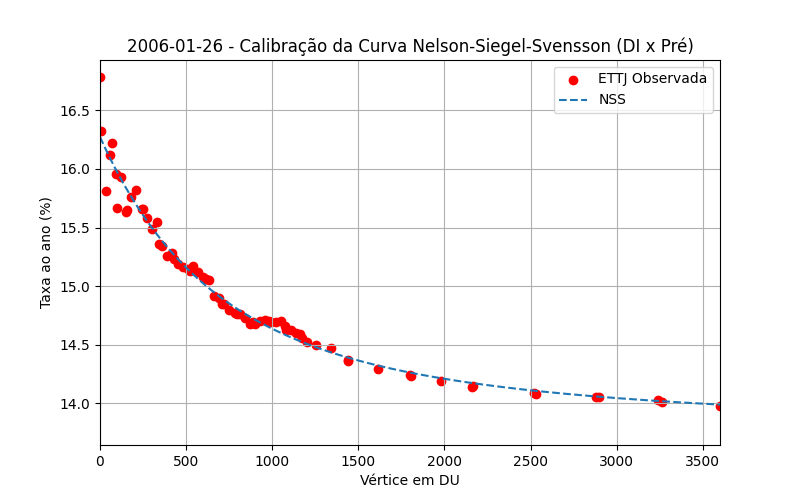 2006-01-26 - Calibração da Curva Nelson-Siegel-Svensson (DI x Pré)
ETTJ Observada
NSS
Taxa ao ano (%)
16.5
16.0
15.5
15.0
14.5
14.0
0 500 1000 1500 2000 2500 3000 3500
Vértice em DU